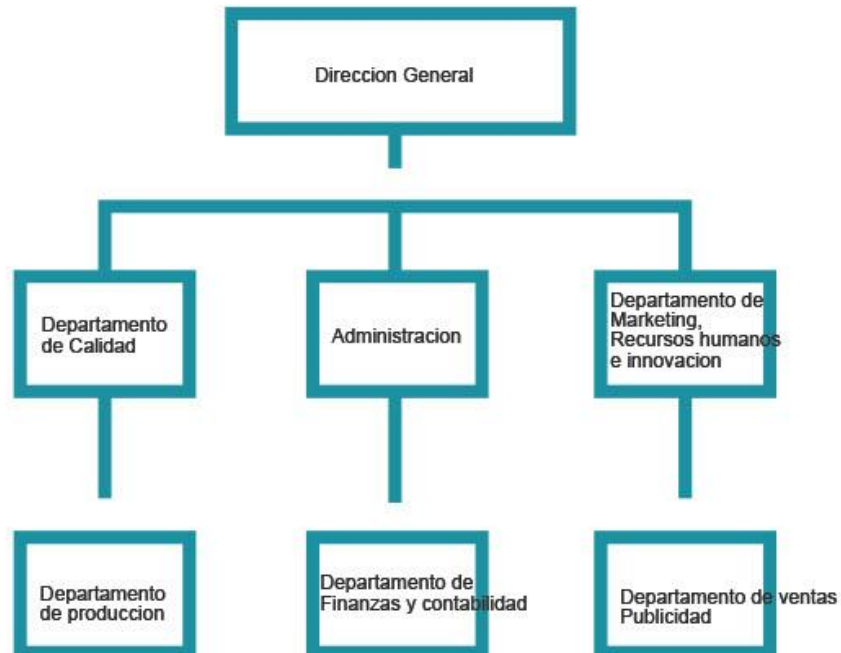 Direccion General
Departamento
de Calidad
Administracion
Departamento de
Marketing,
Recursos humanos
e innovacion
Departamento
de produccion
Departamento de
Finanzas y contabilidad
Departamento de ventas
Publicidad